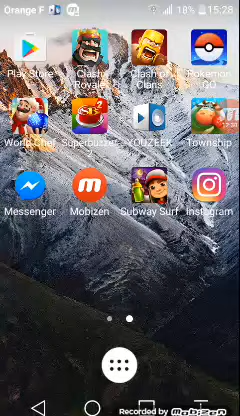 Orange F 18% 15:28
Play Store Clash Royale Clash of Clans Pokémon GO
World Chef Superbuzzer YOUZEEK Township
Messenger Mobizen Subway Surf Instagram
Recorded by Mobizen